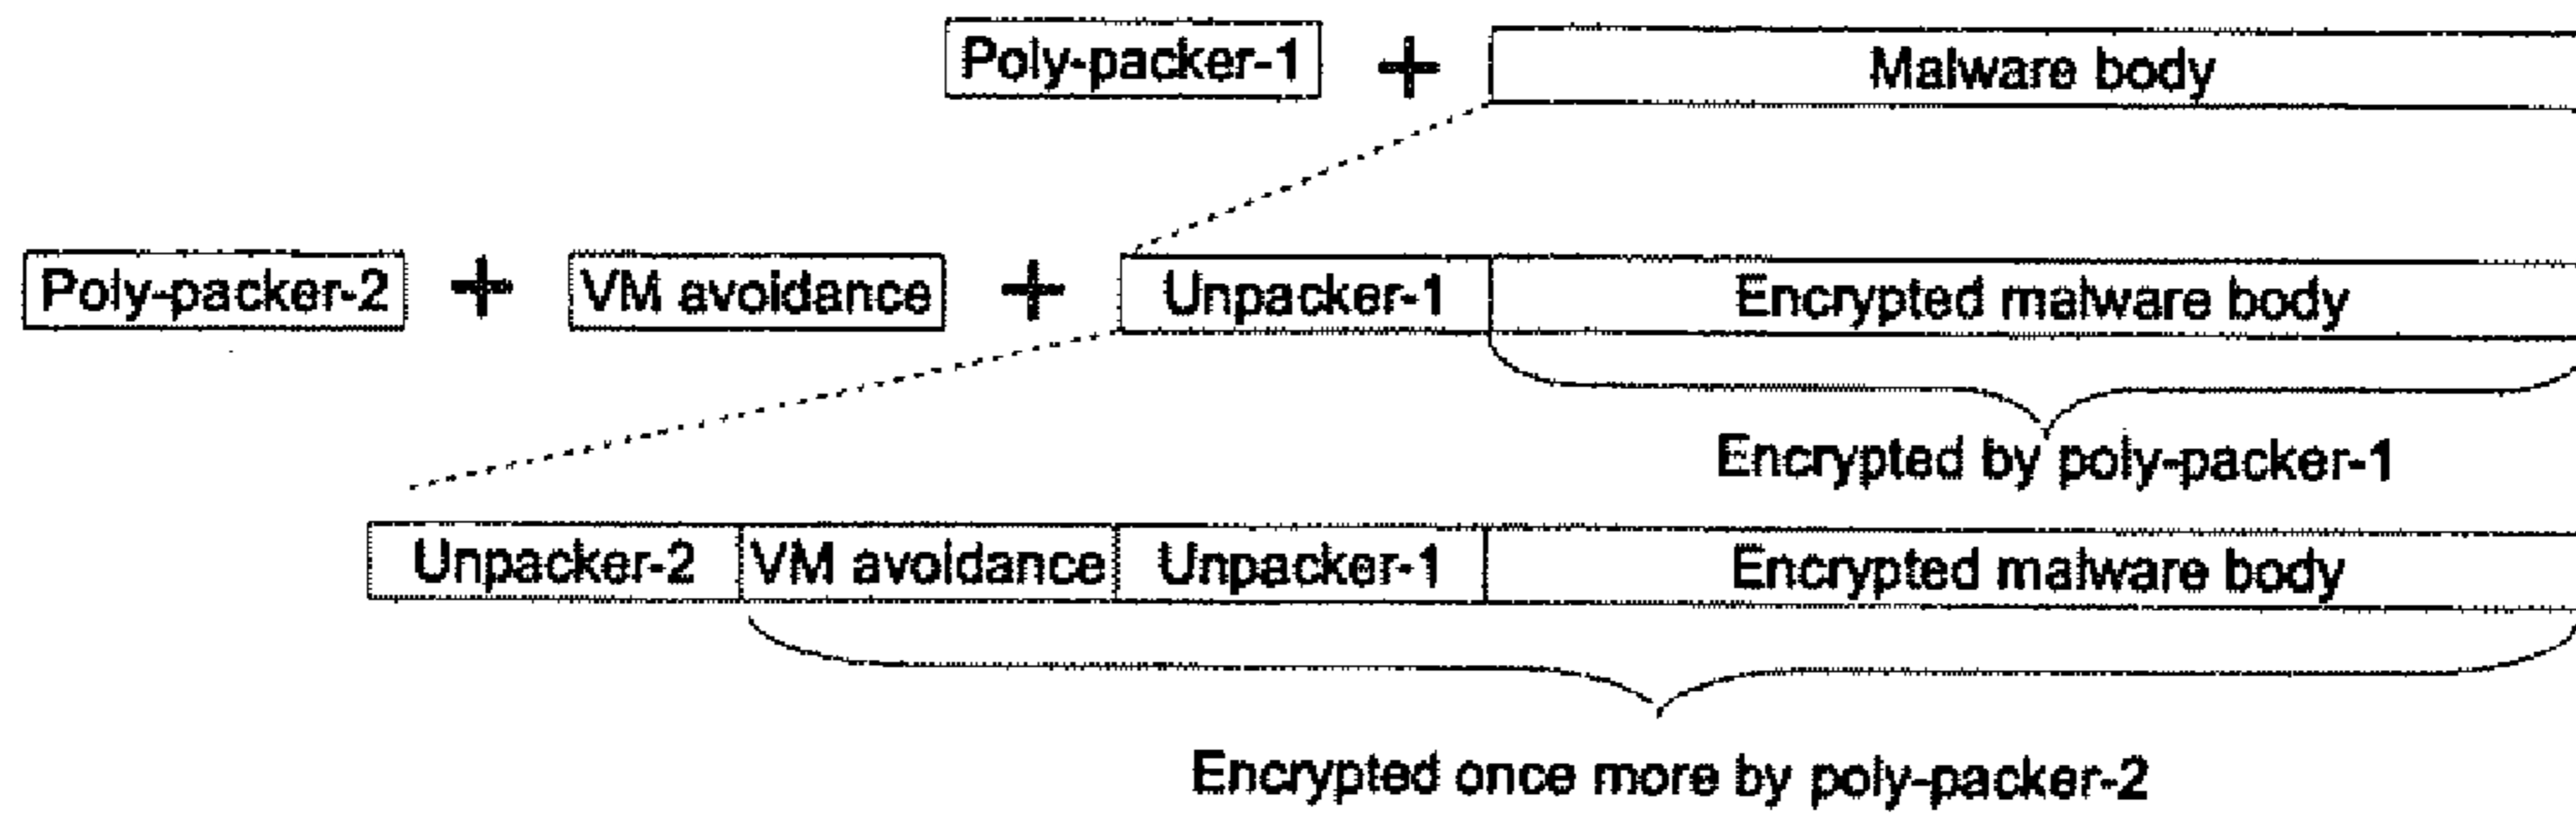 Poly-packer-1 + Malware body
Poly-packer-2 + VM avoidance + Unpacker-1 Encrypted malware body
Encrypted by poly-packer-1
Unpacker-2 VM avoidance Unpacker-1 Encrypted malware body
Encrypted once more by poly-packer-2